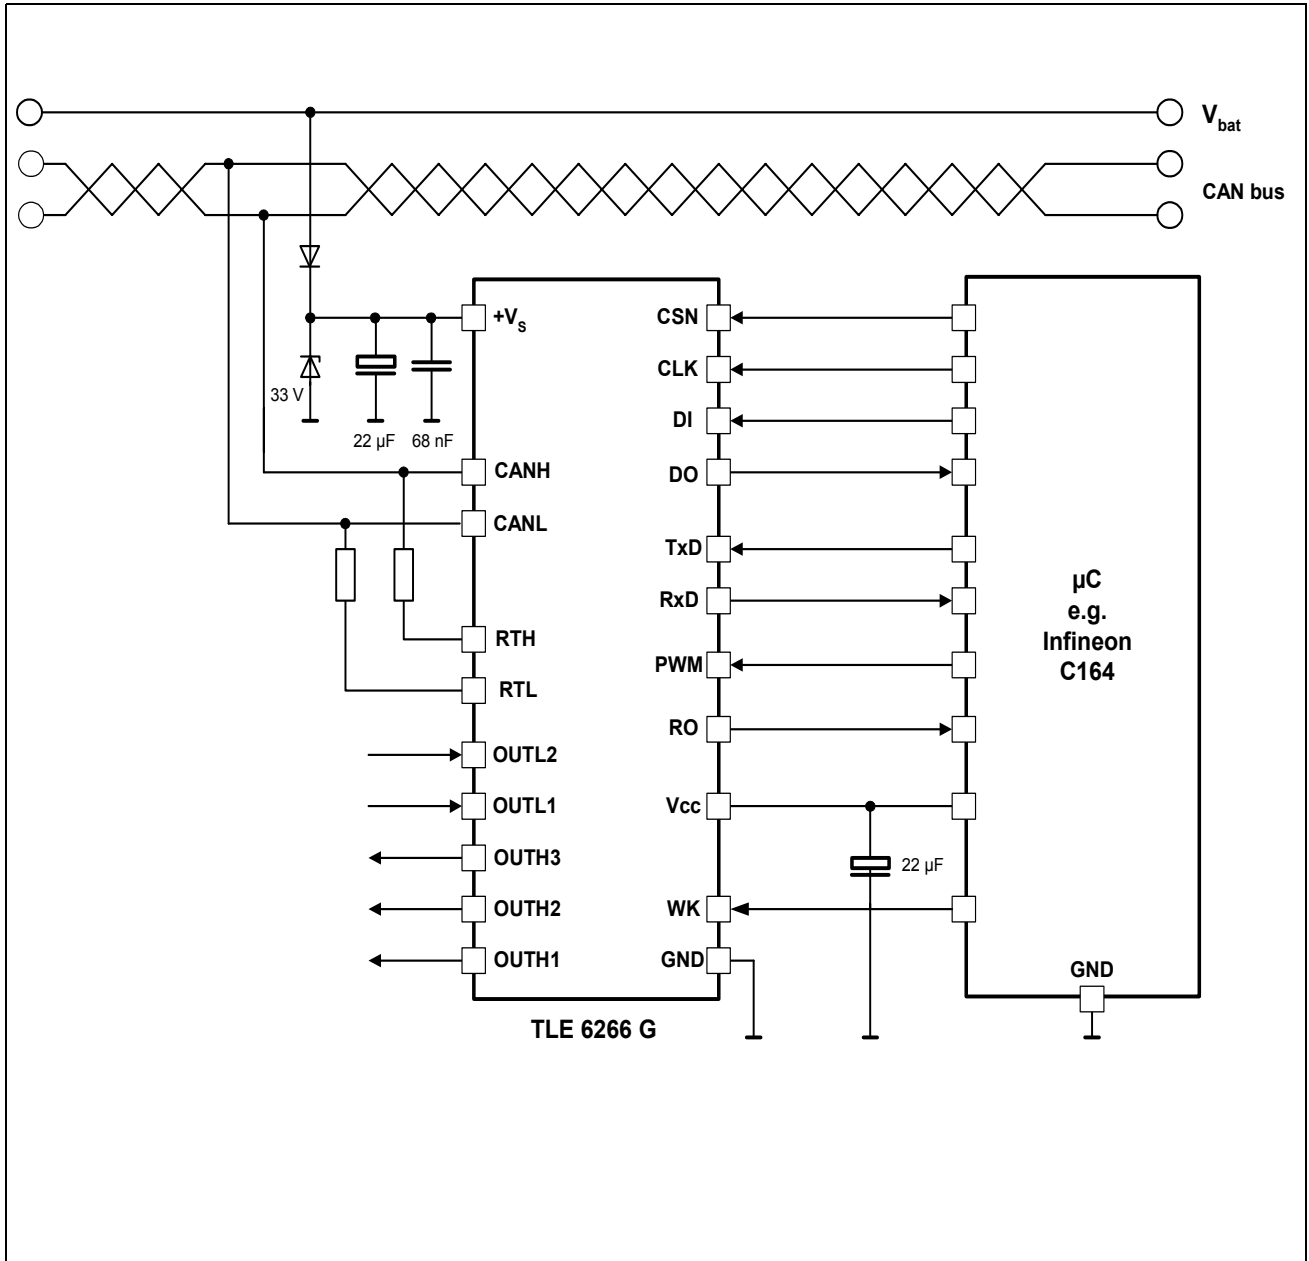 V_bat
CAN bus
+V_S
33 V
22 µF
68 nF
CANH
CANL
RTH
RTL
OUTL2
OUTL1
OUTH3
OUTH2
OUTH1
CSN
CLK
DI
DO
TxD
RxD
PWM
RO
Vcc
WK
GND
TLE 6266 G
22 µF
µC
e.g.
Infineon
C164
GND